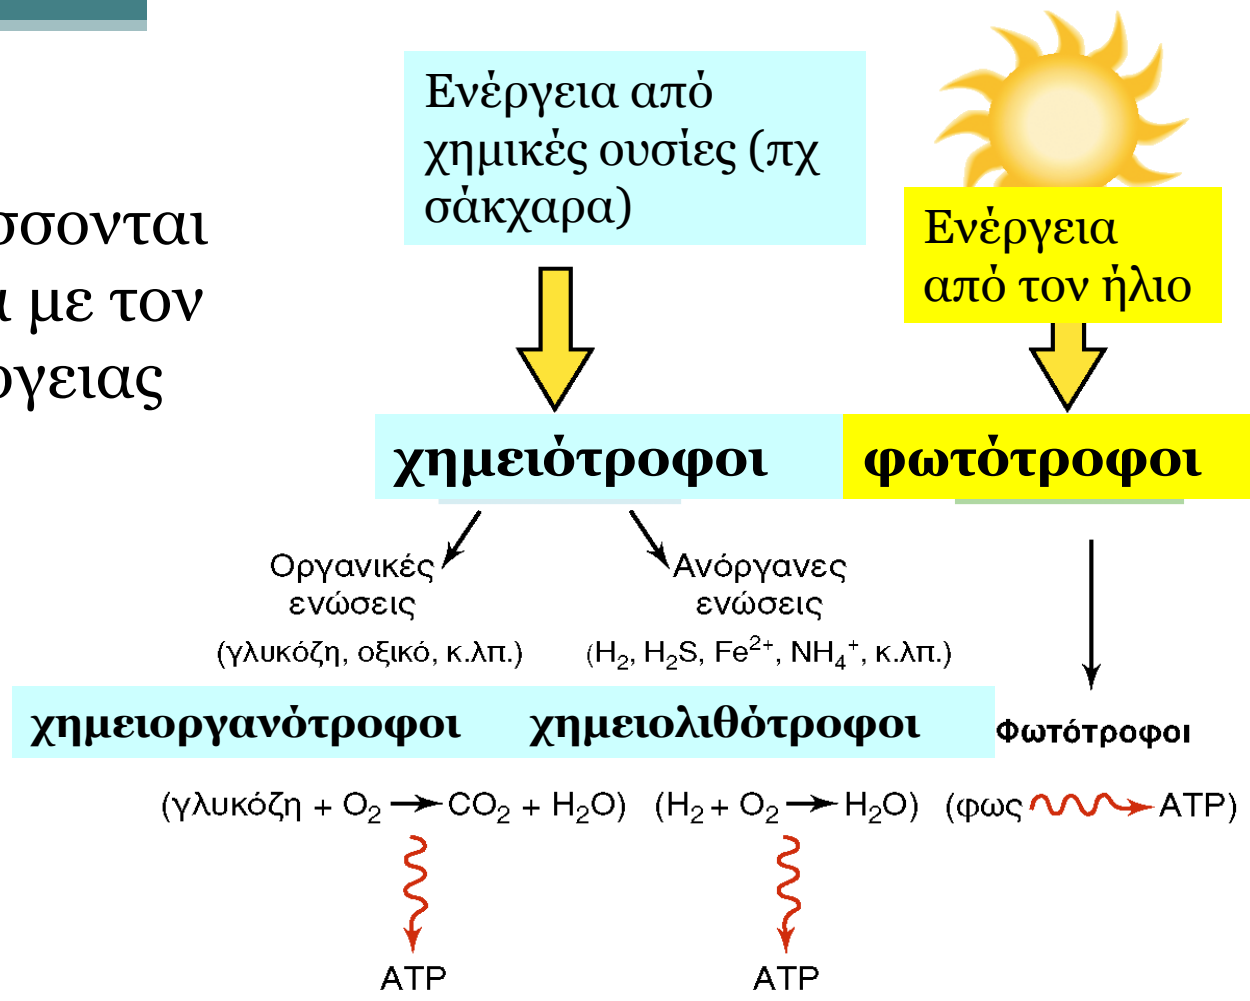 Ενέργεια από
χημικές ουσίες (πχ
σάκχαρα)
Ενέργεια
από τον ήλιο
σσονται
με τον
ργειας
χημειότροφοι
φωτότροφοι
Οργανικές
ενώσεις
(γλυκόζη, οξικό, κ.λπ.)
Ανόργανες
ενώσεις
(H₂, H₂S, Fe²⁺, NH₄⁺, κ.λπ.)
χημειοργανότροφοι
χημειολιθότροφοι
Φωτότροφοι
(γλυκόζη + O₂ → CO₂ + H₂O)
(H₂ + O₂ → H₂O)
(φως → ATP)
ATP
ATP